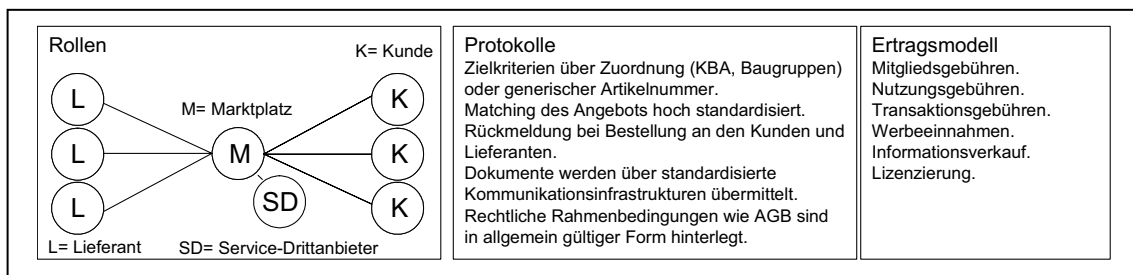 Rollen
K= Kunde
L
K
M= Marktplatz
L
M
K
L
SD
K
L= Lieferant
SD= Service-Drittanbieter
Protokolle
Zielkriterien über Zuordnung (KBA, Baugruppen)
oder generischer Artikelnummer.
Matching des Angebots hoch standardisiert.
Rückmeldung bei Bestellung an den Kunden und
Lieferanten.
Dokumente werden über standardisierte
Kommunikationsinfrastrukturen übermittelt.
Rechtliche Rahmenbedingungen wie AGB sind
in allgemein gültiger Form hinterlegt.
Ertragsmodell
Mitgliedsgebühren.
Nutzungsgebühren.
Transaktionsgebühren.
Werbeeinnahmen.
Informationsverkauf.
Lizenzierung.